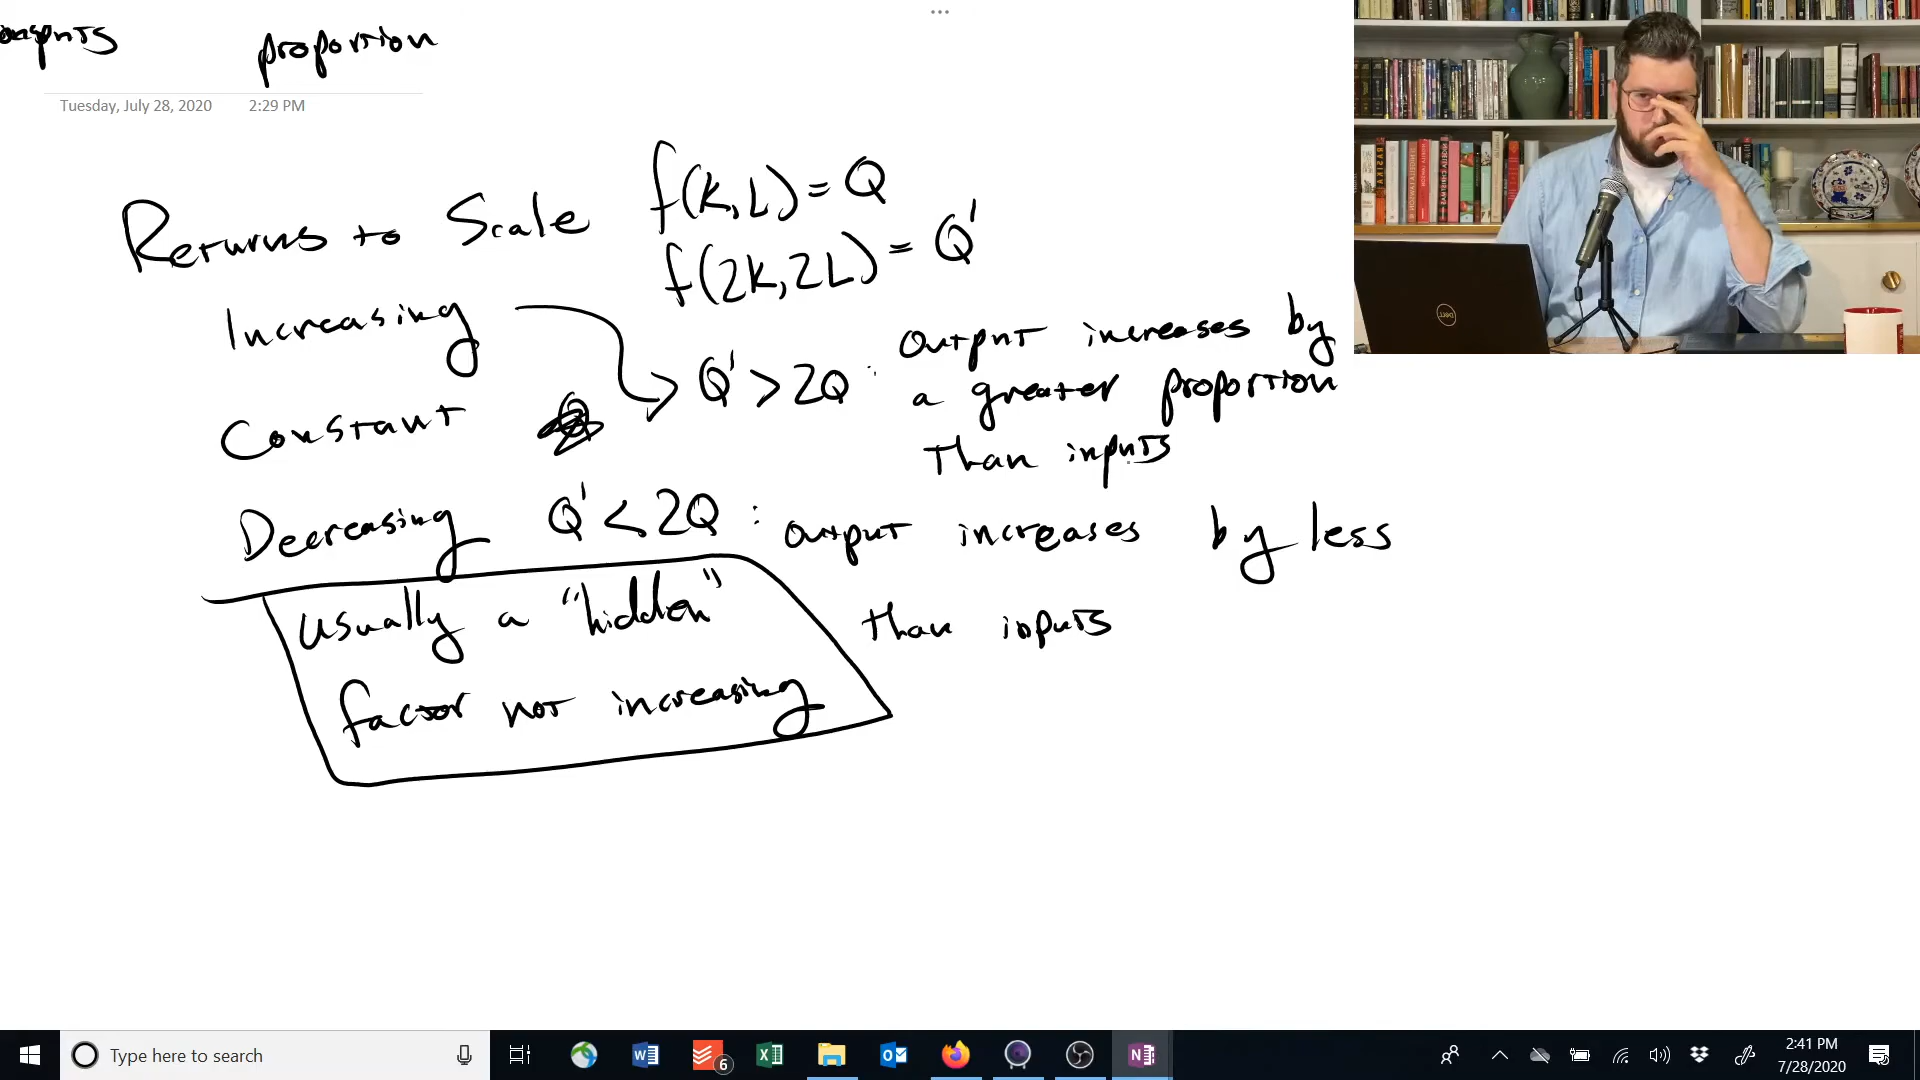 inputs proportion
Tuesday, July 28, 2020 2:29 PM
Returns to Scale f(K,L) = Q
f(2K,2L) = Q'
Increasing
Q' > 2Q : output increases by
a greater proportion
than inputs
Constant
Decreasing Q' < 2Q : output increases by less
than inputs
usually a "hidden"
factor not increasing
Type here to search
6
2:41 PM
7/28/2020